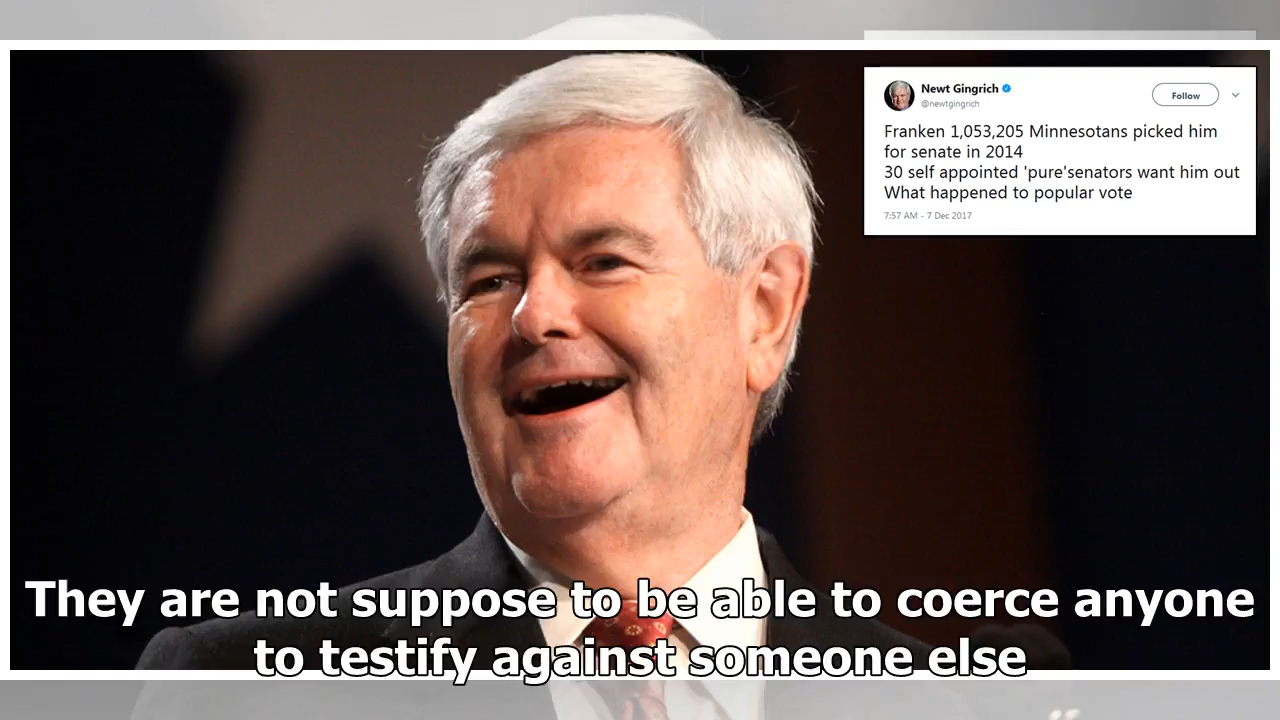 Newt Gingrich
@newtgingrich
Follow
Franken 1,053,205 Minnesotans picked him
for senate in 2014
30 self appointed 'pure'senators want him out
What happened to popular vote
7:57 AM - 7 Dec 2017
They are not suppose to be able to coerce anyone
to testify against someone else